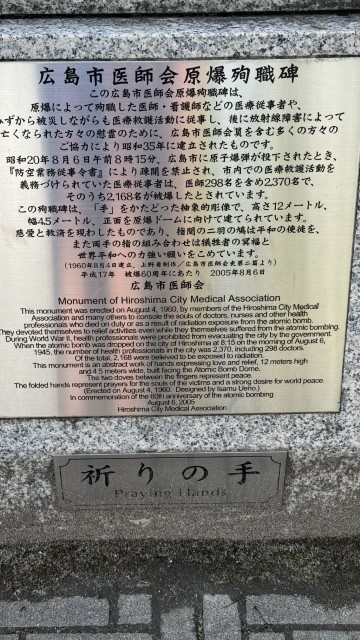 広島市医師会原爆殉職碑
この広島市医師会原爆殉職碑は、
原爆によって殉職した医師・看護師などの医療従事者や、
みずから被災しながらも医療救護活動に従事し、後に放射線障害によって
亡くなられた方々の慰霊のために、広島市医師会員を含む多くの方々の
ご協力により昭和35年に建立されたものです。
昭和20年8月6日午前8時15分、広島市に原子爆弾が投下されたとき、
『防空業務従事令書』により疎開を禁止され、市内での医療救護活動を
義務づけられていた医療従事者は、医師298名を含め2,370名で、
そのうち2,168名が被爆したとされています。
この殉職碑は、「手」をかたどった抽象的彫像で、高さ12メートル、
幅4.5メートル、正面を原爆ドームに向けて建てられています。
慈愛と救済を現わしたものであり、指間の二羽の鳩は平和の使徒を、
また両手の指の組み合わせは犠牲者の冥福と
世界平和への力強い願いをこめています。
(1960年8月4日建立、上野勇制作/広島市医師会史第二篇より)
平成17年 被爆60周年にあたり 2005年8月6日
広島市医師会
Monument of Hiroshima City Medical Association
This monument was erected on August 4, 1960, by members of the Hiroshima City Medical
Association and many others to console the souls of doctors, nurses and other health
professionals who died on duty or as a result of radiation exposure from the atomic bomb.
They devoted themselves to relief activities even while they themselves suffered from the atomic bombing.
During World War II, health professionals were prohibited from evacuating the city by the government.
When the atomic bomb was dropped on the city of Hiroshima at 8:15 on the morning of August 6,
1945, the number of health professionals in the city was 2,370, including 298 doctors.
Of the total, 2,168 were believed to be exposed to radiation.
This monument is an abstract work of hands expressing love and relief, 12 meters high
and 4.5 meters wide, built facing the Atomic Bomb Dome.
The two doves between the fingers represent peace.
The folded hands represent prayers for the souls of the victims and a strong desire for world peace.
(Erected on August 4, 1960. Designed by Isamu Ueno.)
In commemoration of the 60th anniversary of the atomic bombing
August 6, 2005
Hiroshima City Medical Association
祈りの手
Praying Hands